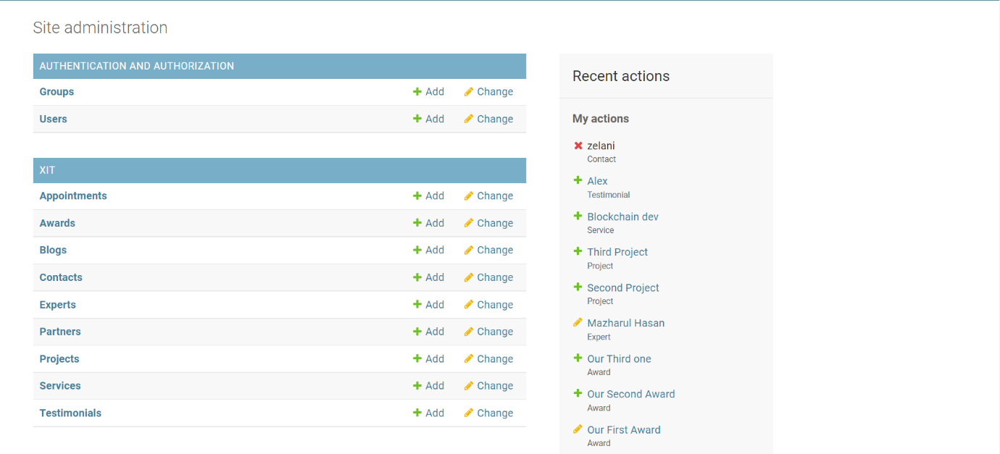 Site administration
AUTHENTICATION AND AUTHORIZATION
Groups Add Change
Users Add Change
XIT
Appointments Add Change
Awards Add Change
Blogs Add Change
Contacts Add Change
Experts Add Change
Partners Add Change
Projects Add Change
Services Add Change
Testimonials Add Change
Recent actions
My actions
zelani
Contact
Alex
Testimonial
Blockchain dev
Service
Third Project
Project
Second Project
Project
Mazharul Hasan
Expert
Our Third one
Award
Our Second Award
Award
Our First Award
Award